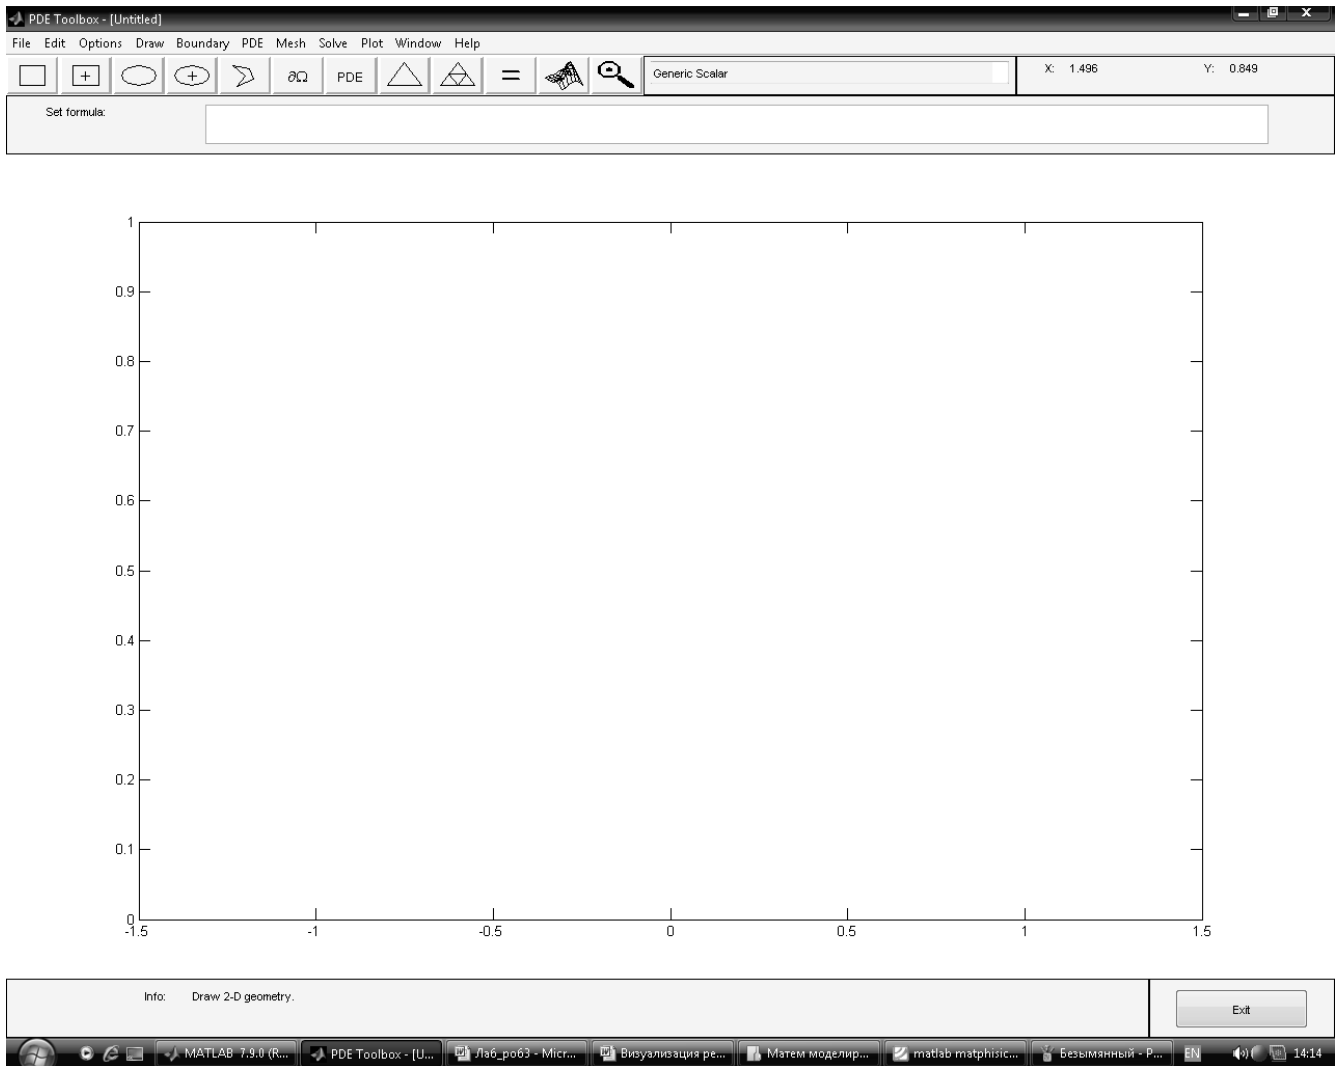 PDE Toolbox - [Untitled]
File Edit Options Draw Boundary PDE Mesh Solve Plot Window Help
∂Ω PDE = Generic Scalar X: 1.496 Y: 0.849
Set formula:
1
0.9
0.8
0.7
0.6
0.5
0.4
0.3
0.2
0.1
0
-1.5 -1 -0.5 0 0.5 1 1.5
Info: Draw 2-D geometry.
Exit
MATLAB 7.9.0 (R... PDE Toolbox - [U... Лаб_роб3 - Micr... Визуализация ре... Матем моделир... matlab matphisic... Безымянный - P... EN 14:14